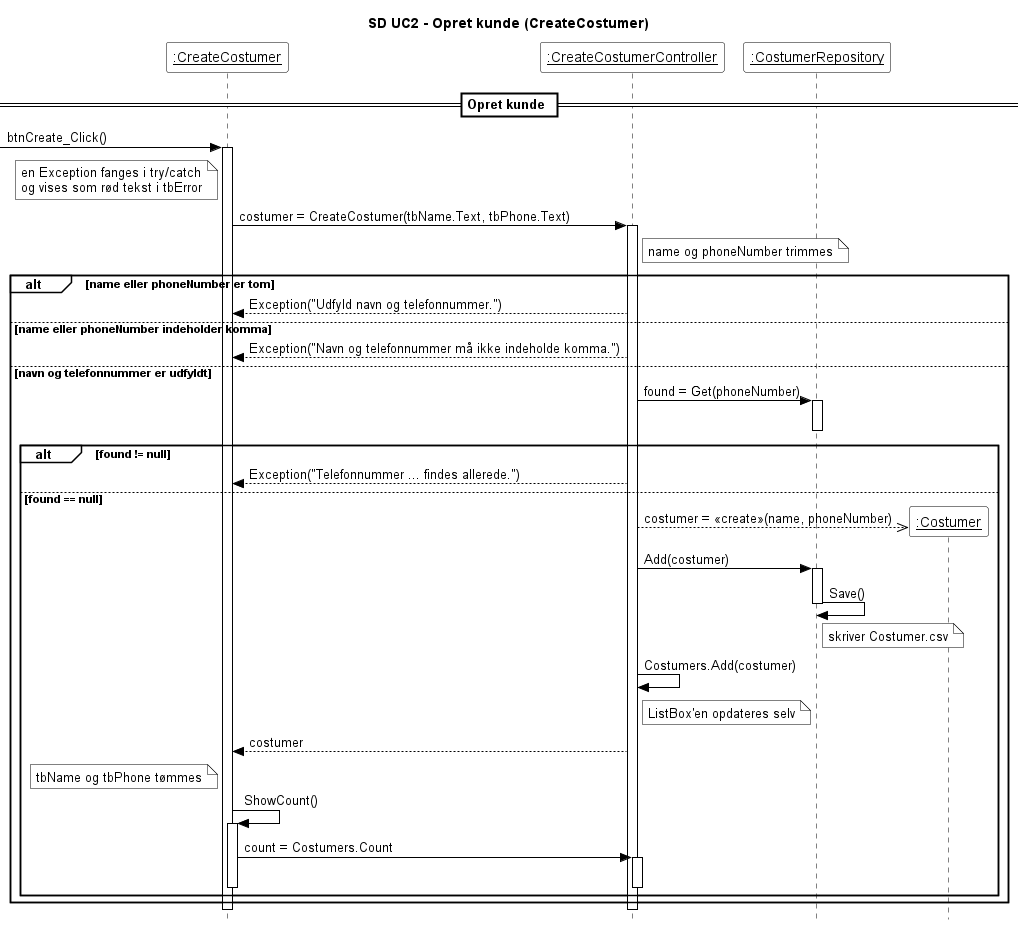 SD UC2 - Opret kunde (CreateCostumer)
:CreateCostumer
:CreateCostumerController
:CostumerRepository
Opret kunde
btnCreate_Click()
en Exception fanges i try/catch
og vises som rød tekst i tbError
costumer = CreateCostumer(tbName.Text, tbPhone.Text)
name og phoneNumber trimmes
alt
[name eller phoneNumber er tom]
Exception("Udfyld navn og telefonnummer.")
[name eller phoneNumber indeholder komma]
Exception("Navn og telefonnummer må ikke indeholde komma.")
[navn og telefonnummer er udfyldt]
found = Get(phoneNumber)
alt
[found != null]
Exception("Telefonnummer ... findes allerede.")
[found == null]
costumer = «create»(name, phoneNumber)
:Costumer
Add(costumer)
Save()
skriver Costumer.csv
Costumers.Add(costumer)
ListBox'en opdateres selv
costumer
tbName og tbPhone tømmes
ShowCount()
count = Costumers.Count